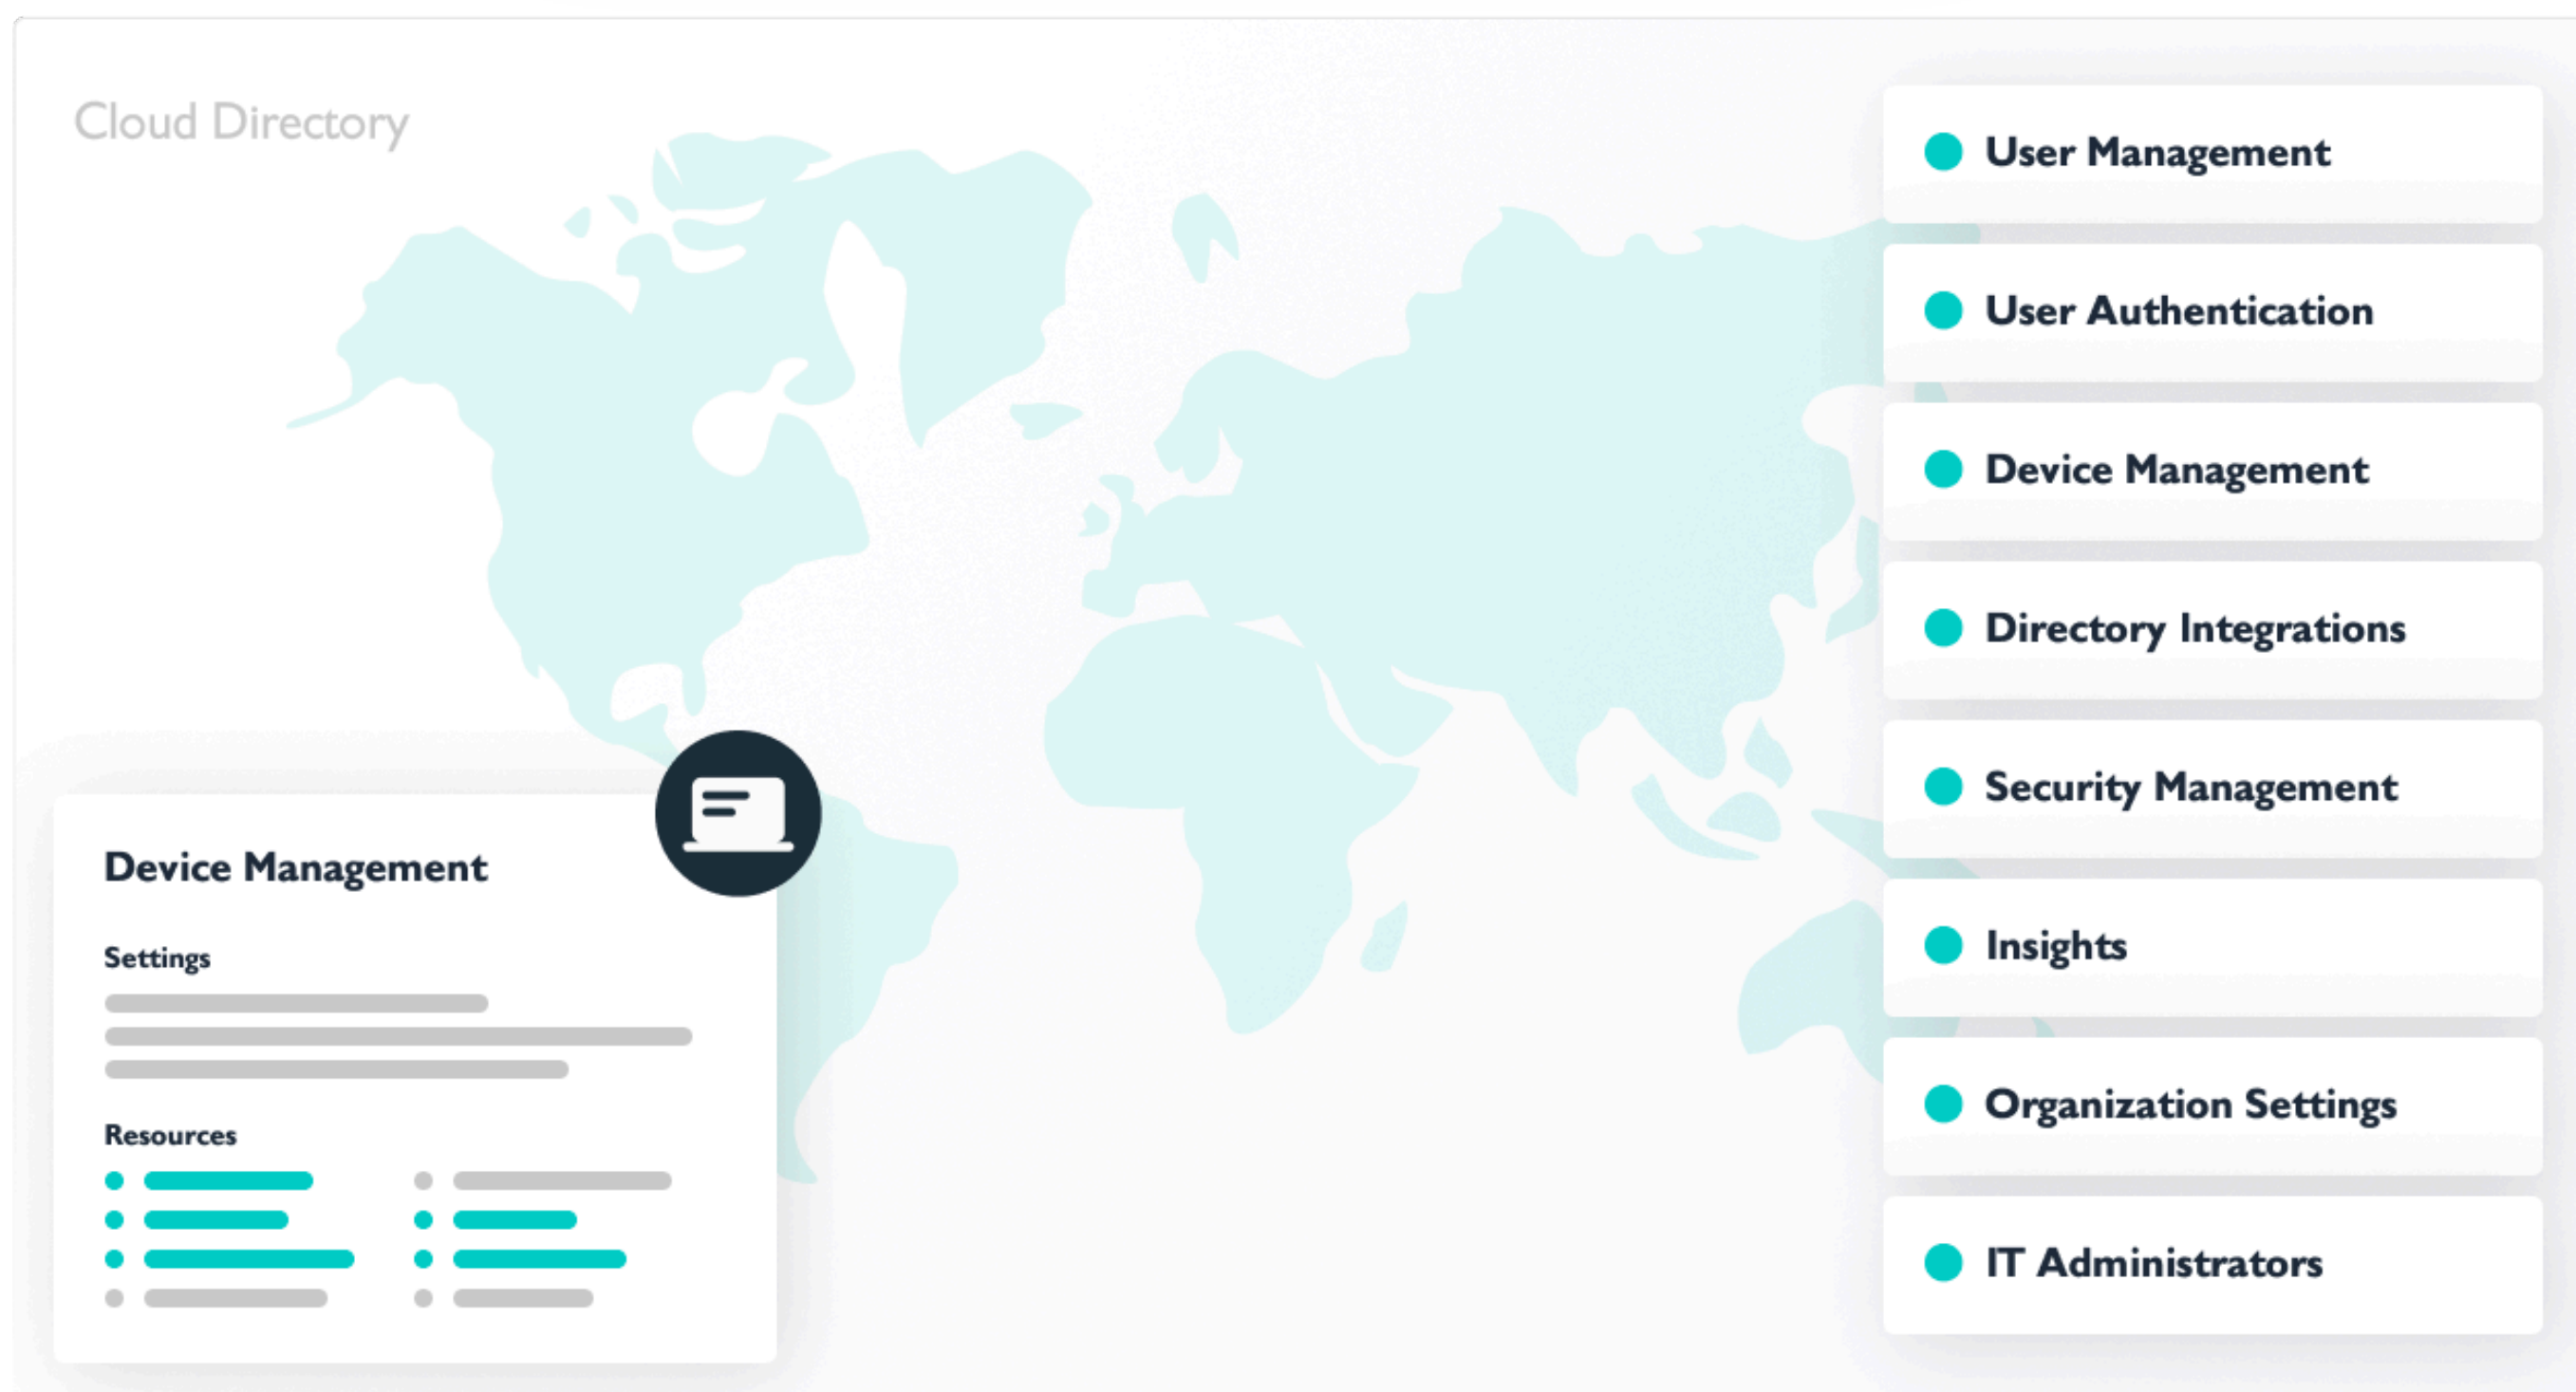 Cloud Directory
User Management
User Authentication
Device Management
Directory Integrations
Security Management
Insights
Organization Settings
IT Administrators
Device Management
Settings
Resources